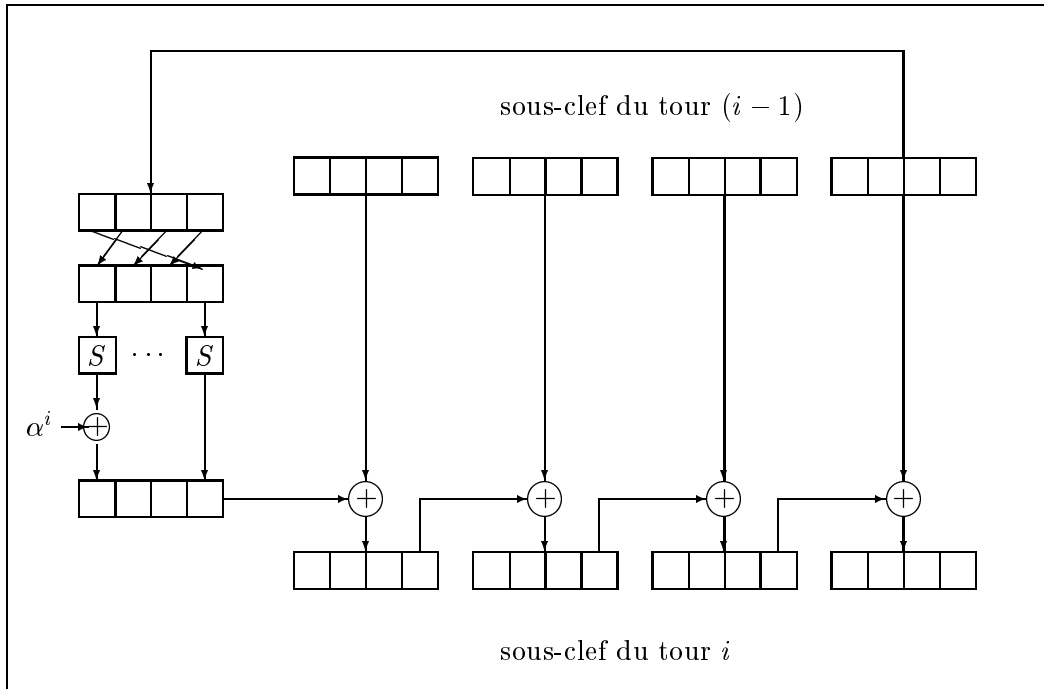 sous-clef du tour (i − 1)
S ⋯ S
α^i
+
+ + + +
sous-clef du tour i